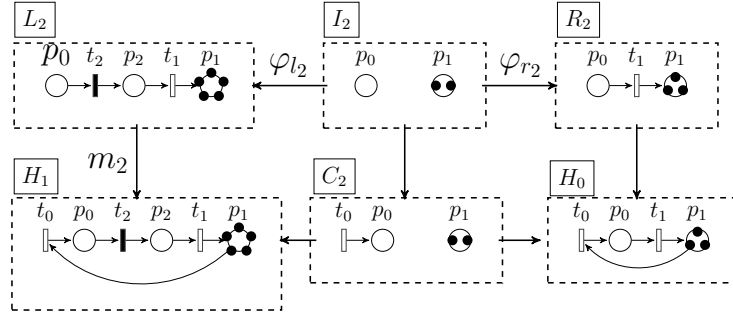 L₂ I₂ R₂
p₀ t₂ p₂ t₁ p₁ φₗ₂ p₀ p₁ φᵣ₂ p₀ t₁ p₁
m₂
H₁ C₂ H₀
t₀ p₀ t₂ p₂ t₁ p₁ t₀ p₀ p₁ t₀ p₀ t₁ p₁